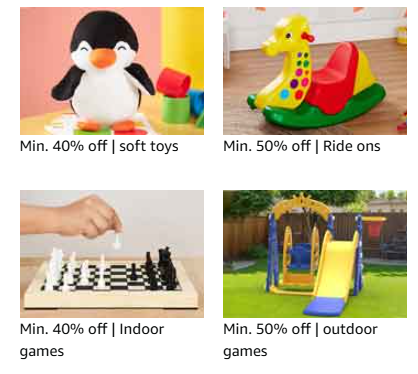 Min. 40% off | soft toys
Min. 50% off | Ride ons
Min. 40% off | Indoor
games
Min. 50% off | outdoor
games